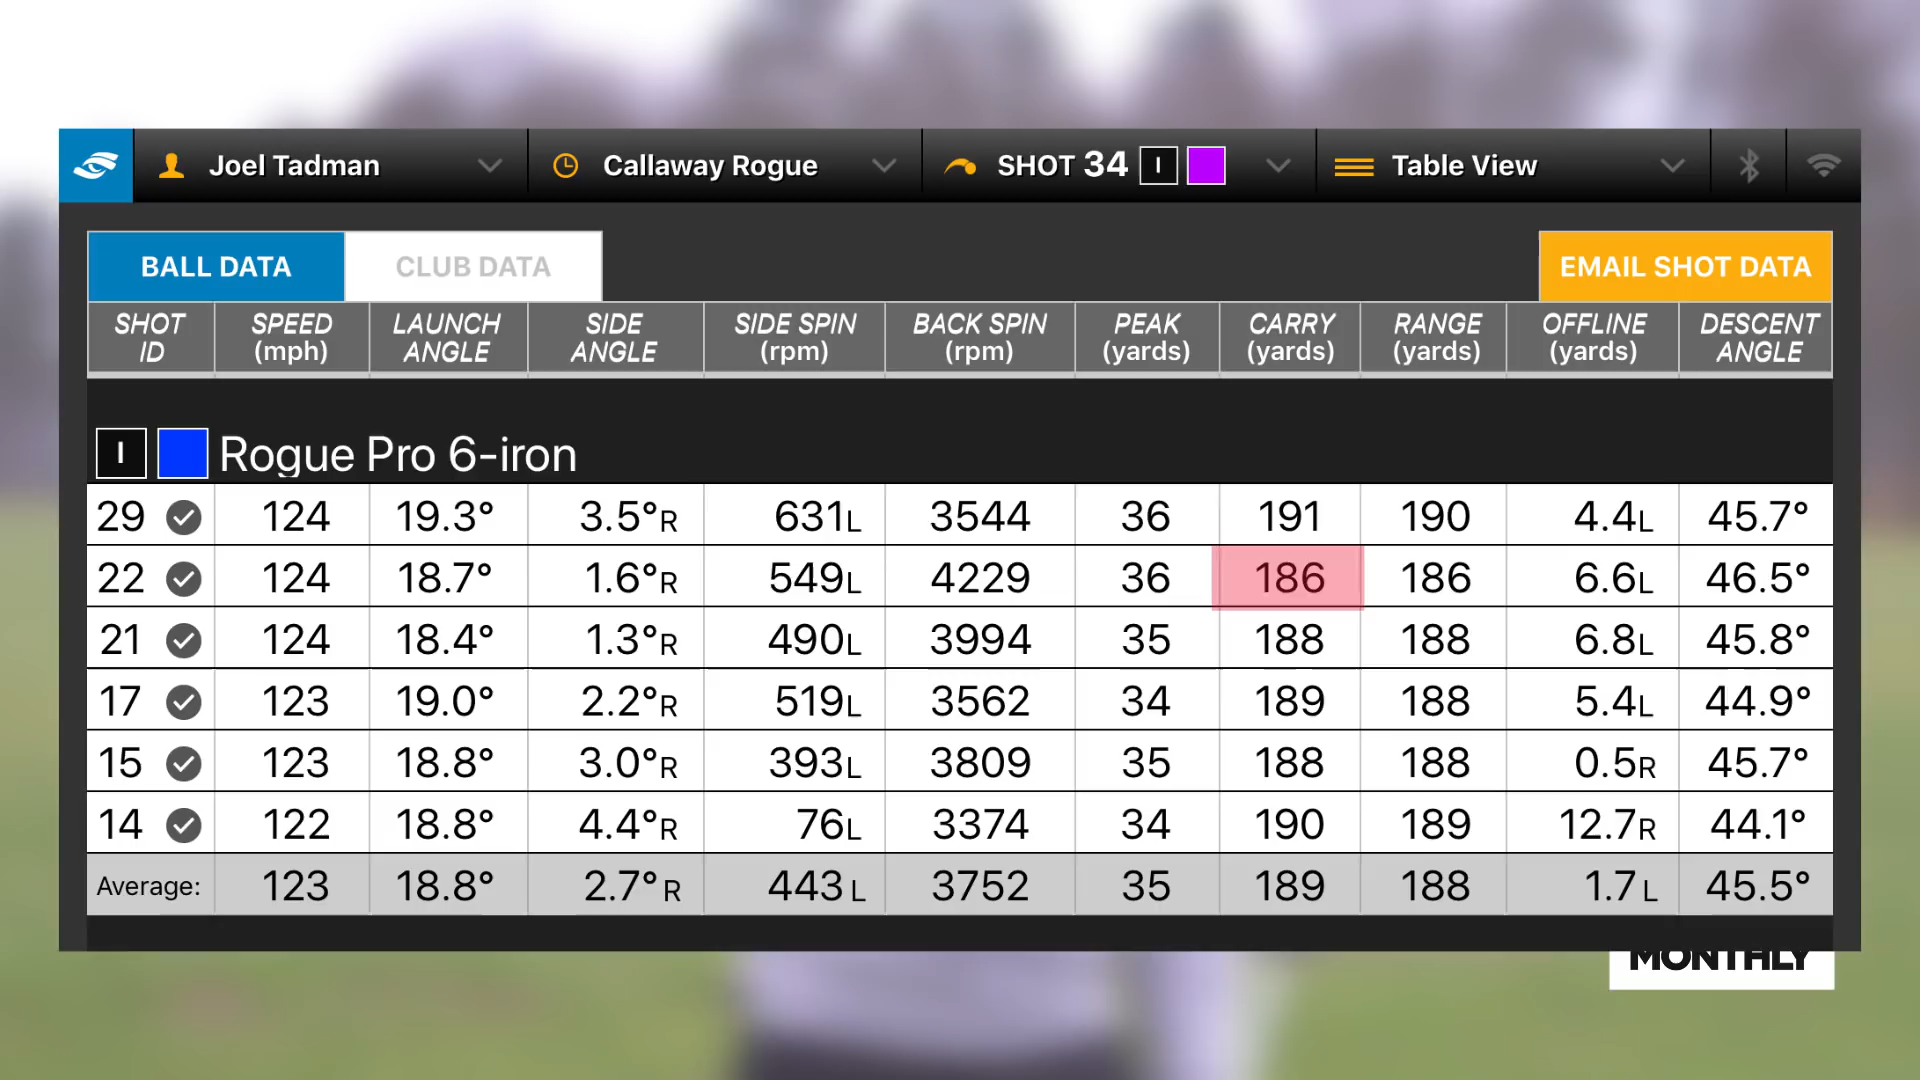 Joel Tadman Callaway Rogue SHOT 34 I Table View
BALL DATA CLUB DATA EMAIL SHOT DATA
SHOT ID SPEED (mph) LAUNCH ANGLE SIDE ANGLE SIDE SPIN (rpm) BACK SPIN (rpm) PEAK (yards) CARRY (yards) RANGE (yards) OFFLINE (yards) DESCENT ANGLE
I Rogue Pro 6-iron
29 124 19.3° 3.5°R 631L 3544 36 191 190 4.4L 45.7°
22 124 18.7° 1.6°R 549L 4229 36 186 186 6.6L 46.5°
21 124 18.4° 1.3°R 490L 3994 35 188 188 6.8L 45.8°
17 123 19.0° 2.2°R 519L 3562 34 189 188 5.4L 44.9°
15 123 18.8° 3.0°R 393L 3809 35 188 188 0.5R 45.7°
14 122 18.8° 4.4°R 76L 3374 34 190 189 12.7R 44.1°
Average: 123 18.8° 2.7°R 443 L 3752 35 189 188 1.7 L 45.5°
MONTHLY